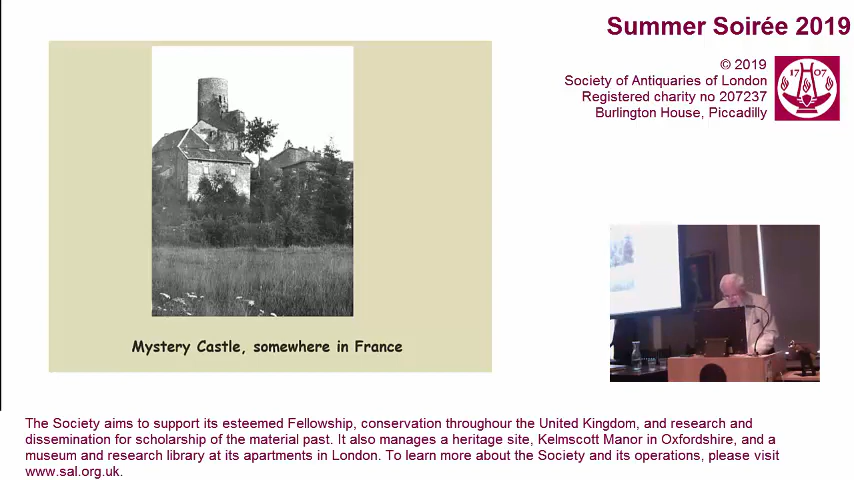 Summer Soirée 2019
© 2019
Society of Antiquaries of London
Registered charity no 207237
Burlington House, Piccadilly
17 07
Mystery Castle, somewhere in France
The Society aims to support its esteemed Fellowship, conservation throughour the United Kingdom, and research and
dissemination for scholarship of the material past. It also manages a heritage site, Kelmscott Manor in Oxfordshire, and a
museum and research library at its apartments in London. To learn more about the Society and its operations, please visit
www.sal.org.uk.